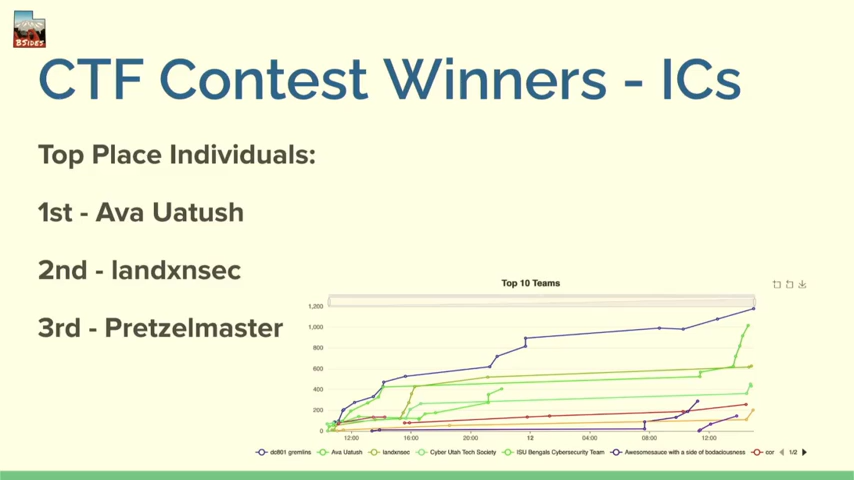 BSIDES
CTF Contest Winners - ICs
Top Place Individuals:
1st - Ava Uatush
2nd - landxnsec
3rd - Pretzelmaster
Top 10 Teams
1,200
1,000
800
600
400
200
0
12:00 16:00 20:00 12 04:00 08:00 12:00
dc801 gremlins Ava Uatush landxnsec Cyber Utah Tech Society ISU Bengals Cybersecurity Team Awesomesauce with a side of bodaciousness cor 1/2